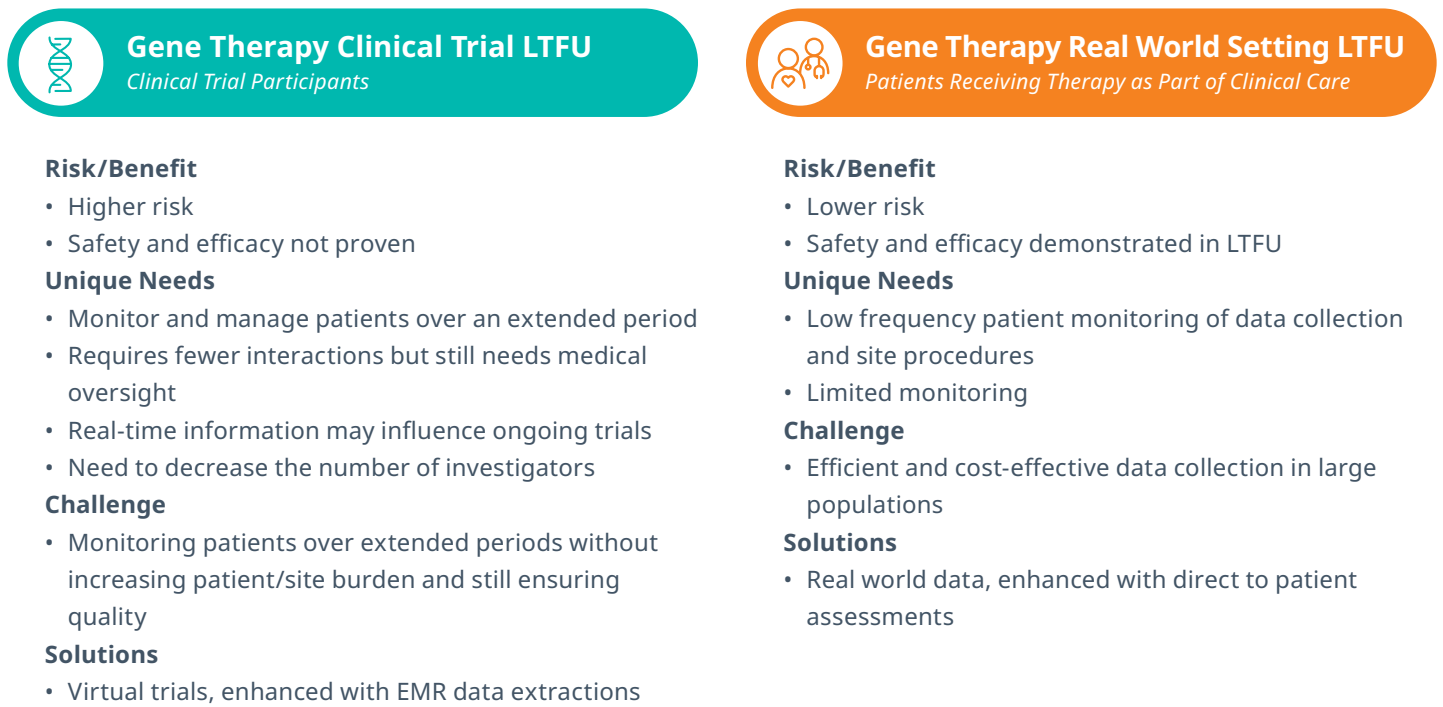 Gene Therapy Clinical Trial LTFU
Clinical Trial Participants
Risk/Benefit
• Higher risk
• Safety and efficacy not proven
Unique Needs
• Monitor and manage patients over an extended period
• Requires fewer interactions but still needs medical
oversight
• Real-time information may influence ongoing trials
• Need to decrease the number of investigators
Challenge
• Monitoring patients over extended periods without
increasing patient/site burden and still ensuring
quality
Solutions
• Virtual trials, enhanced with EMR data extractions
Gene Therapy Real World Setting LTFU
Patients Receiving Therapy as Part of Clinical Care
Risk/Benefit
• Lower risk
• Safety and efficacy demonstrated in LTFU
Unique Needs
• Low frequency patient monitoring of data collection
and site procedures
• Limited monitoring
Challenge
• Efficient and cost-effective data collection in large
populations
Solutions
• Real world data, enhanced with direct to patient
assessments